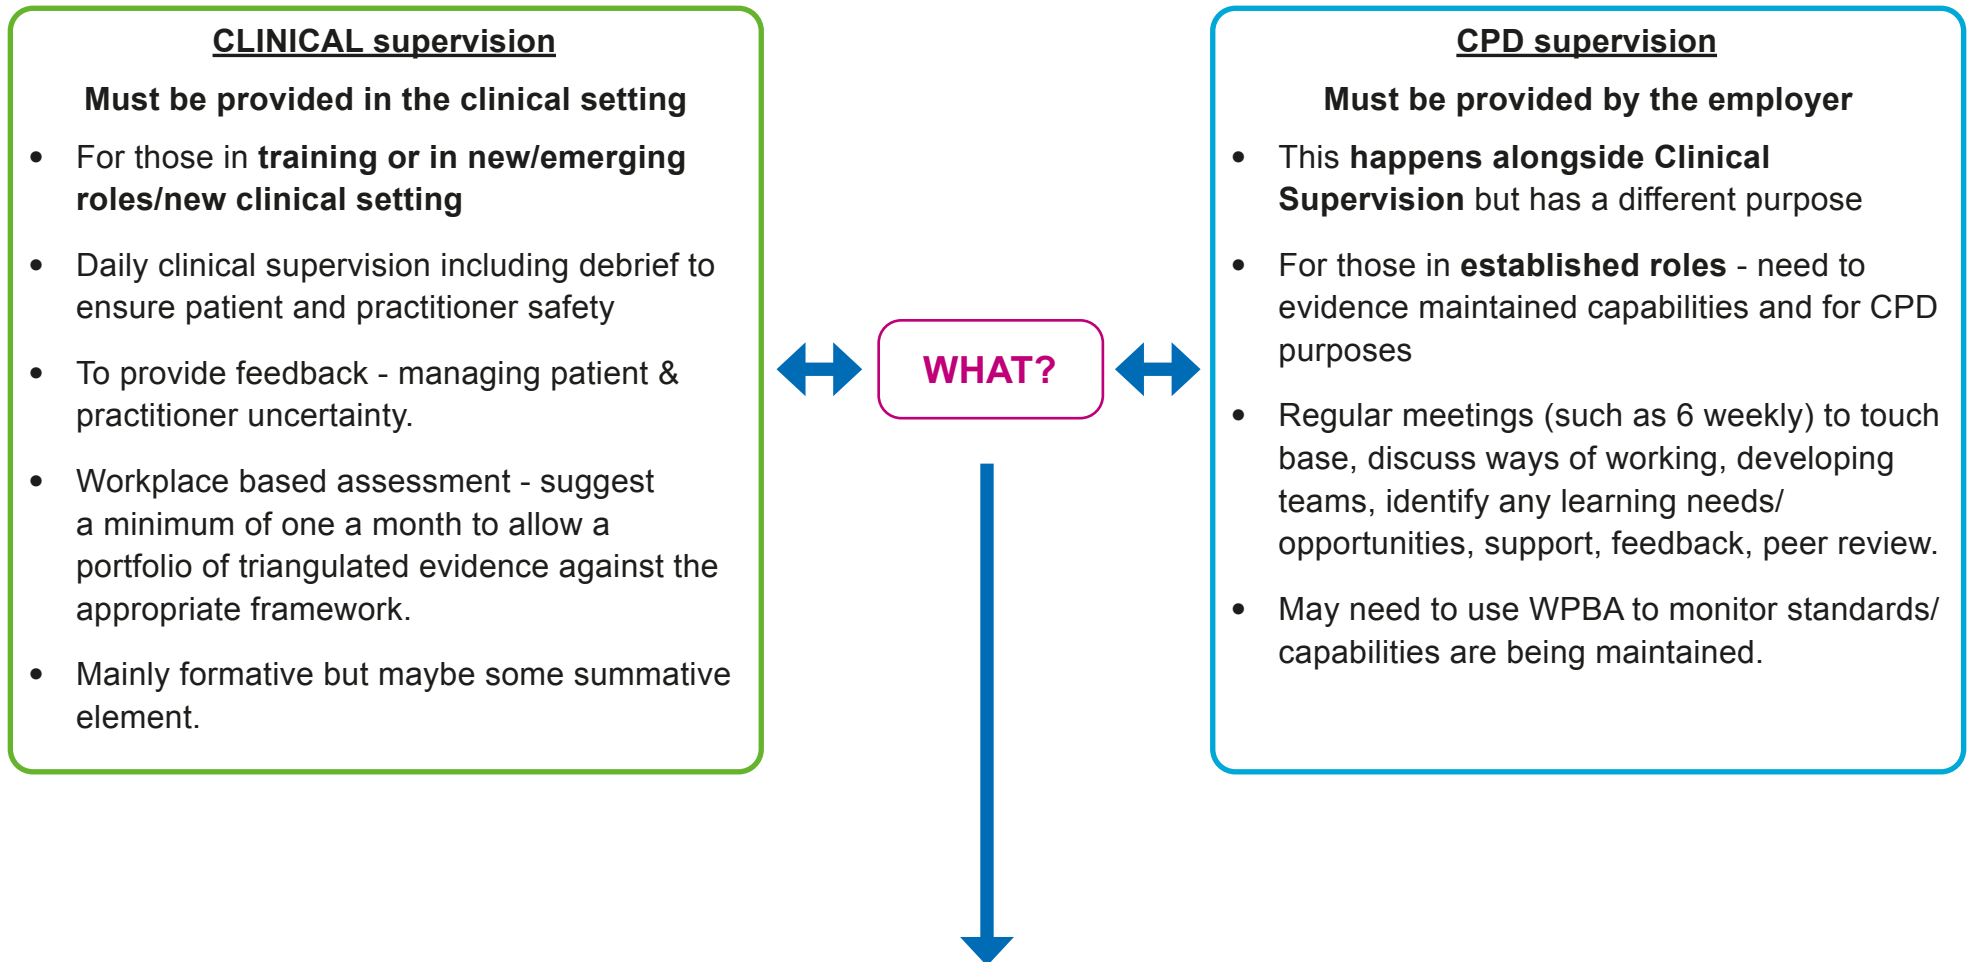 CLINICAL supervision
Must be provided in the clinical setting
• For those in training or in new/emerging
roles/new clinical setting
• Daily clinical supervision including debrief to
ensure patient and practitioner safety
• To provide feedback - managing patient &
practitioner uncertainty.
• Workplace based assessment - suggest
a minimum of one a month to allow a
portfolio of triangulated evidence against the
appropriate framework.
• Mainly formative but maybe some summative
element.
WHAT?
CPD supervision
Must be provided by the employer
• This happens alongside Clinical
Supervision but has a different purpose
• For those in established roles - need to
evidence maintained capabilities and for CPD
purposes
• Regular meetings (such as 6 weekly) to touch
base, discuss ways of working, developing
teams, identify any learning needs/
opportunities, support, feedback, peer review.
• May need to use WPBA to monitor standards/
capabilities are being maintained.